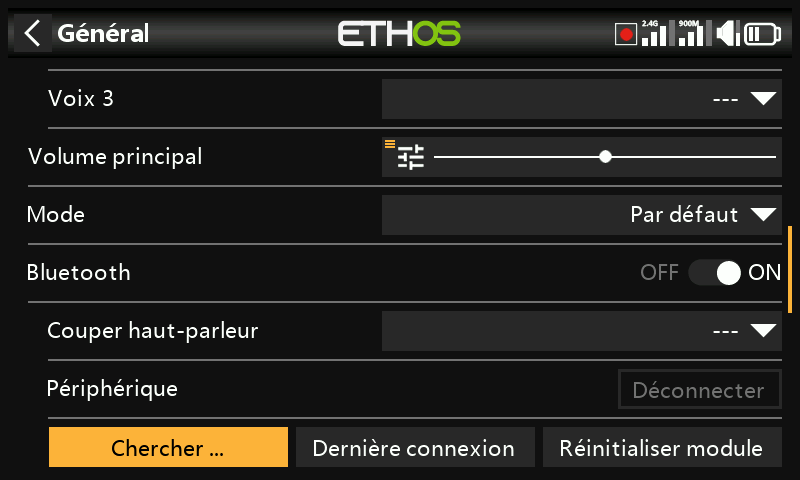 Général
ETHOS
2.4G
900M
Voix 3
---
Volume principal
Mode
Par défaut
Bluetooth
OFF
ON
Couper haut-parleur
---
Périphérique
Déconnecter
Chercher ...
Dernière connexion
Réinitialiser module